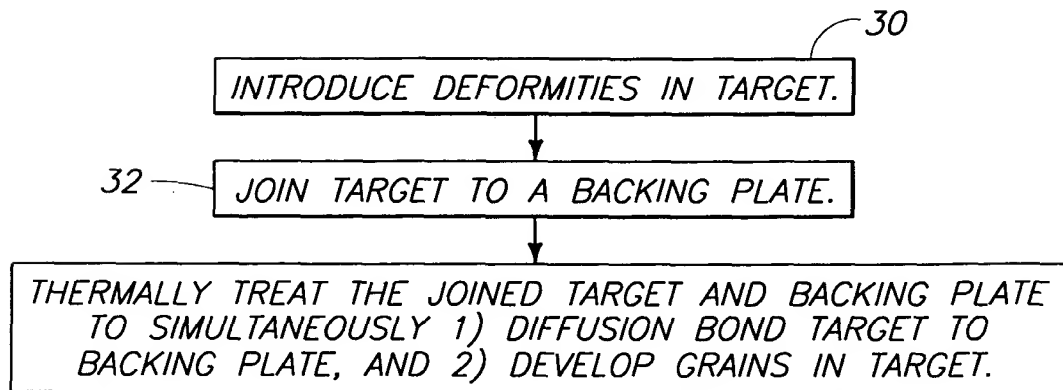 30
INTRODUCE DEFORMITIES IN TARGET.
32
JOIN TARGET TO A BACKING PLATE.
THERMALLY TREAT THE JOINED TARGET AND BACKING PLATE
TO SIMULTANEOUSLY 1) DIFFUSION BOND TARGET TO
BACKING PLATE, AND 2) DEVELOP GRAINS IN TARGET.